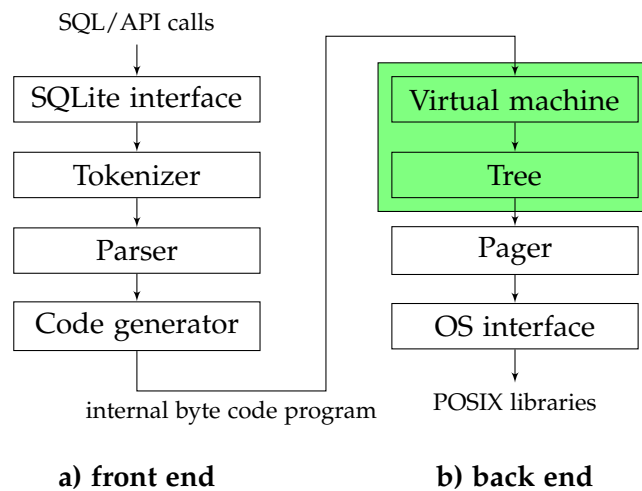 SQL/API calls
SQLite interface
Tokenizer
Parser
Code generator
internal byte code program
a) front end
Virtual machine
Tree
Pager
OS interface
POSIX libraries
b) back end